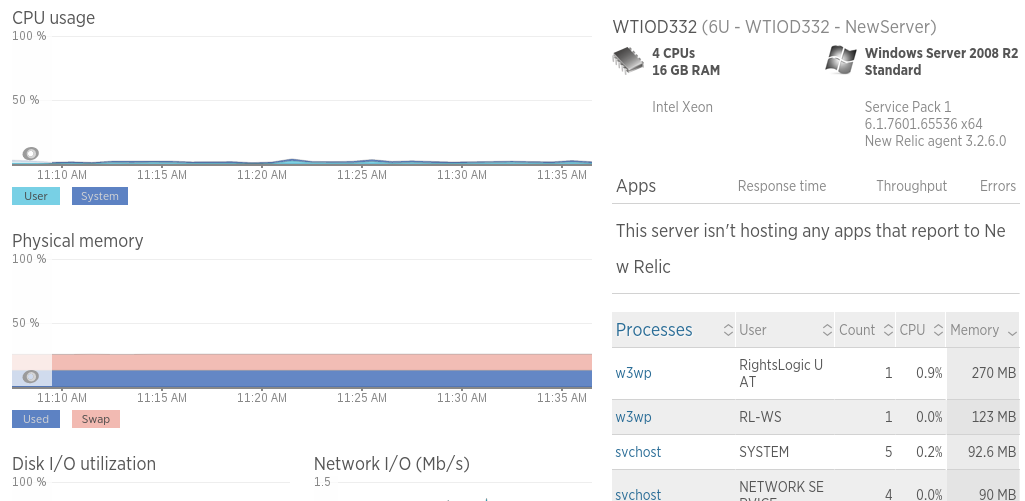 CPU usage
100 %
50 %
11:10 AM 11:15 AM 11:20 AM 11:25 AM 11:30 AM 11:35 AM
User System
Physical memory
100 %
50 %
11:10 AM 11:15 AM 11:20 AM 11:25 AM 11:30 AM 11:35 AM
Used Swap
Disk I/O utilization
100 %
Network I/O (Mb/s)
1.5
WTIOD332 (6U - WTIOD332 - NewServer)
4 CPUs
16 GB RAM
Intel Xeon
Windows Server 2008 R2
Standard
Service Pack 1
6.1.7601.65536 x64
New Relic agent 3.2.6.0
Apps Response time Throughput Errors
This server isn't hosting any apps that report to Ne
w Relic
Processes User Count CPU Memory
w3wp RightsLogic U
AT 1 0.9% 270 MB
w3wp RL-WS 1 0.0% 123 MB
svchost SYSTEM 5 0.2% 92.6 MB
svchost NETWORK SE
RVICE 4 0.0% 90 MB